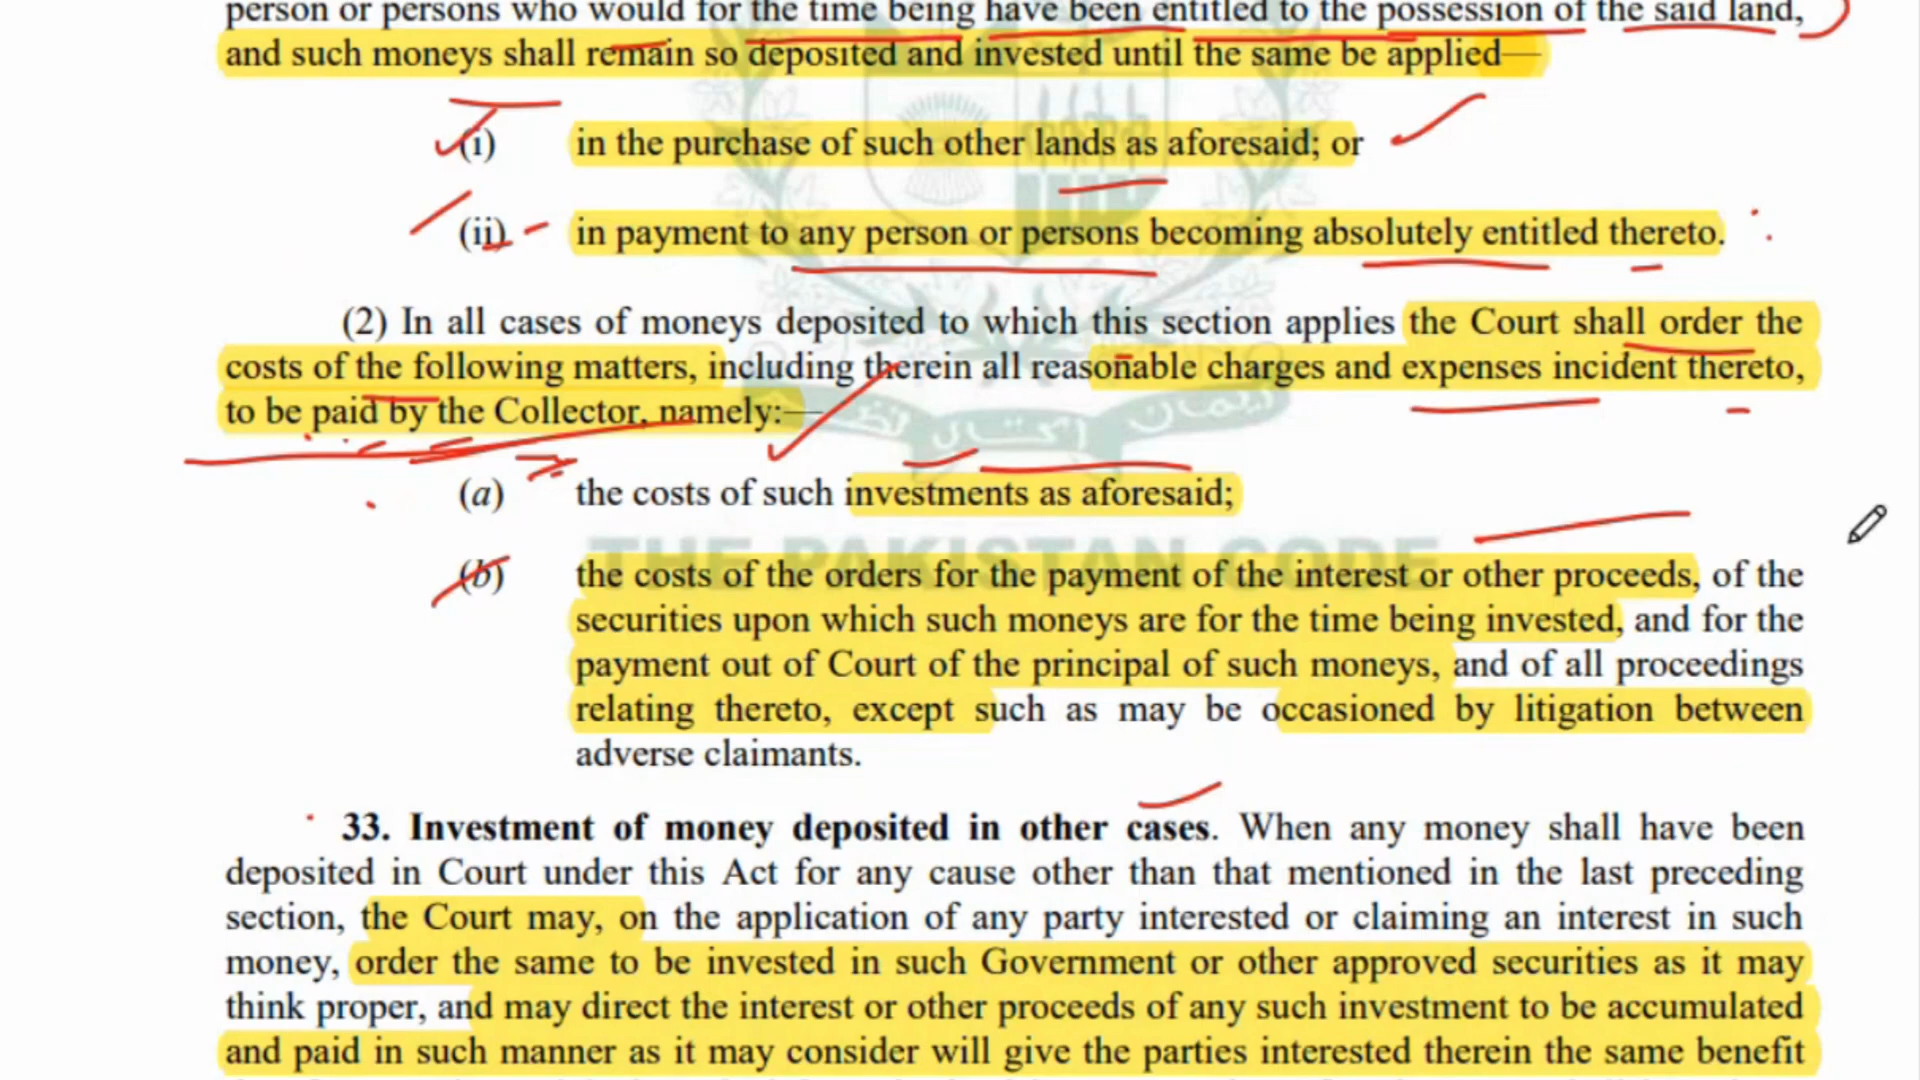 person or persons who would for the time being have been entitled to the possession of the said land,
and such moneys shall remain so deposited and invested until the same be applied—
(i) in the purchase of such other lands as aforesaid; or
(ii) in payment to any person or persons becoming absolutely entitled thereto.
(2) In all cases of moneys deposited to which this section applies the Court shall order the
costs of the following matters, including therein all reasonable charges and expenses incident thereto,
to be paid by the Collector, namely:—
(a) the costs of such investments as aforesaid;
THE PAKISTAN CODE
(b) the costs of the orders for the payment of the interest or other proceeds, of the
securities upon which such moneys are for the time being invested, and for the
payment out of Court of the principal of such moneys, and of all proceedings
relating thereto, except such as may be occasioned by litigation between
adverse claimants.
33. Investment of money deposited in other cases. When any money shall have been
deposited in Court under this Act for any cause other than that mentioned in the last preceding
section, the Court may, on the application of any party interested or claiming an interest in such
money, order the same to be invested in such Government or other approved securities as it may
think proper, and may direct the interest or other proceeds of any such investment to be accumulated
and paid in such manner as it may consider will give the parties interested therein the same benefit